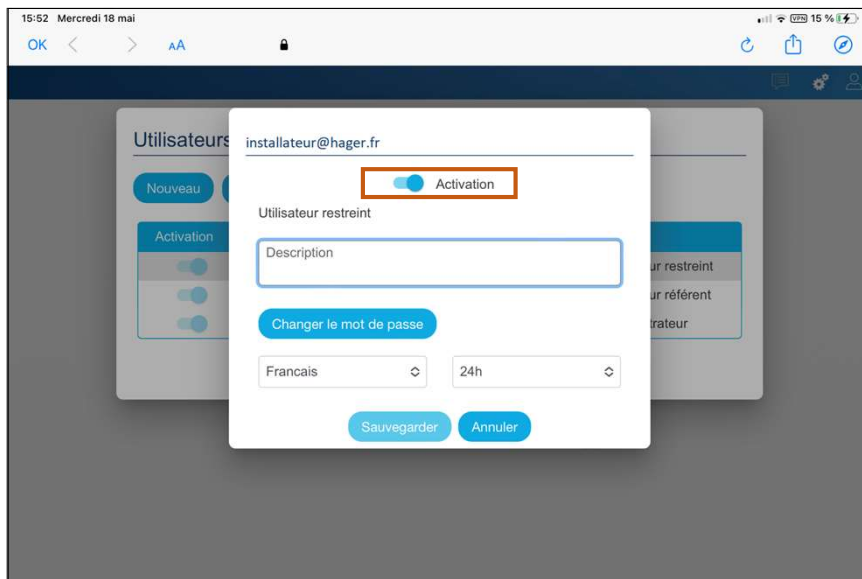 15:52 Mercredi 18 mai
VPN 15 %
OK AA
Utilisateurs
installateur@hager.fr
Activation
Nouveau
Utilisateur restreint
Activation
Description
ur restreint
ur référent
trateur
Changer le mot de passe
Francais 24h
Sauvegarder Annuler